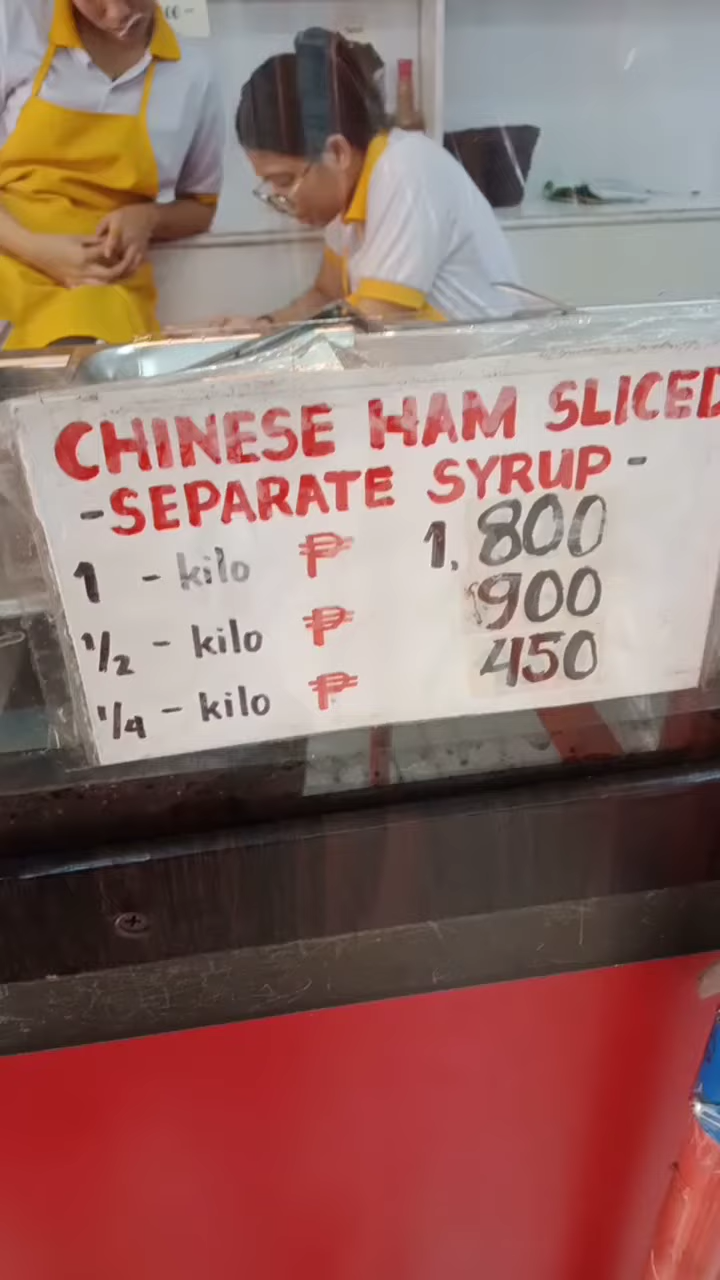 CHINESE HAM SLICED
-SEPARATE SYRUP-
1 - kilo ₱ 1,800
1/2 - kilo ₱ 900
1/4 - kilo ₱ 450